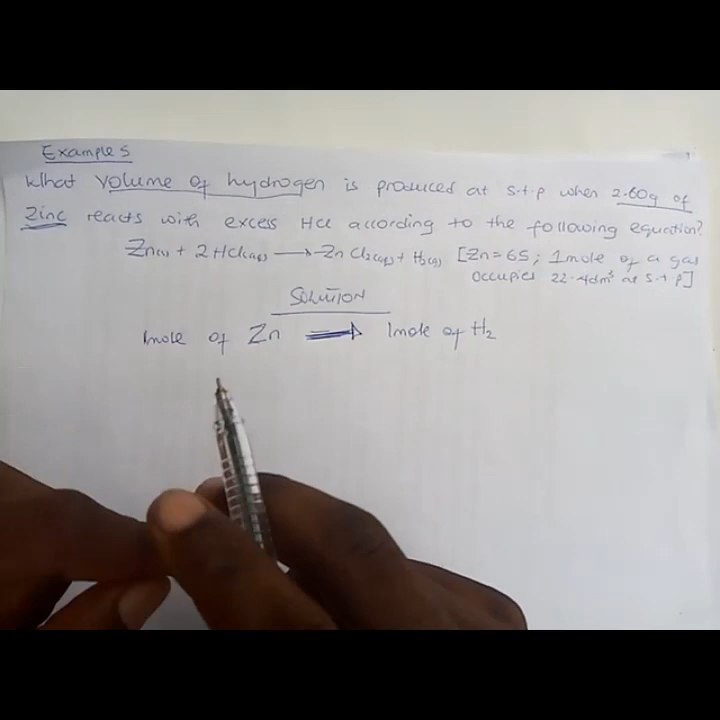 Example 5
What volume of hydrogen is produced at s.t.p when 2.60g of
Zinc reacts with excess HCl according to the following equation?
Zn(s) + 2HCl(aq) → ZnCl2(aq) + H2(g) [Zn=65; 1mole of a gas
occupies 22.4dm³ at s.t.p]
SOLUTION
1mole of Zn ⟹ 1mole of H2